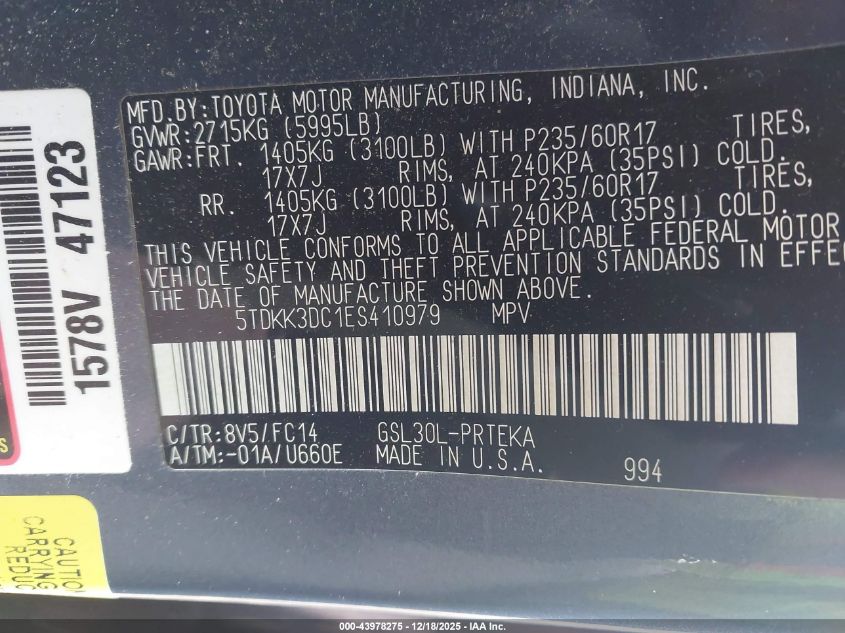 MFD.BY:TOYOTA MOTOR MANUFACTURING, INDIANA, INC.
GVWR:2715KG (5995LB)
GAWR:FRT. 1405KG (3100LB) WITH P235/60R17 TIRES,
17X7J RIMS, AT 240KPA (35PSI) COLD.
RR. 1405KG (3100LB) WITH P235/60R17 TIRES,
17X7J RIMS, AT 240KPA (35PSI) COLD.
THIS VEHICLE CONFORMS TO ALL APPLICABLE FEDERAL MOTOR
VEHICLE SAFETY AND THEFT PREVENTION STANDARDS IN EFFE
THE DATE OF MANUFACTURE SHOWN ABOVE.
5TDKK3DC1ES410979 MPV
C/TR:8V5/FC14 GSL30L-PRTEKA
A/TM:-01A/U660E MADE IN U.S.A.
994
1578V 47123
S
CAUTIO
CARRYING
REDUC
000-43978275 - 12/18/2025 - IAA Inc.